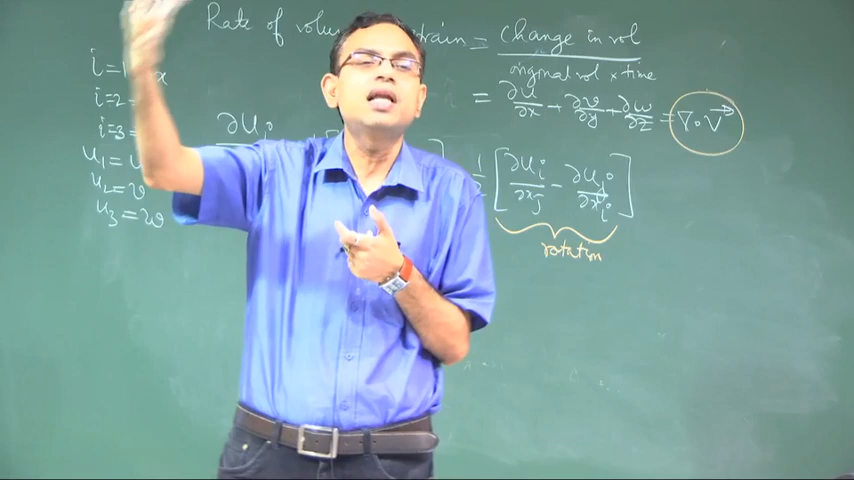 Rate of volu train = Change in vol
original vol × time
i=1 x
= ∂u/∂x + ∂v/∂y + ∂w/∂z = ∇·V⃗
i=2
i=3
∂Ui 1/2 [∂Ui/∂xj − ∂Uj/∂xi]
u1=u
u2=v
u3=w
rotation